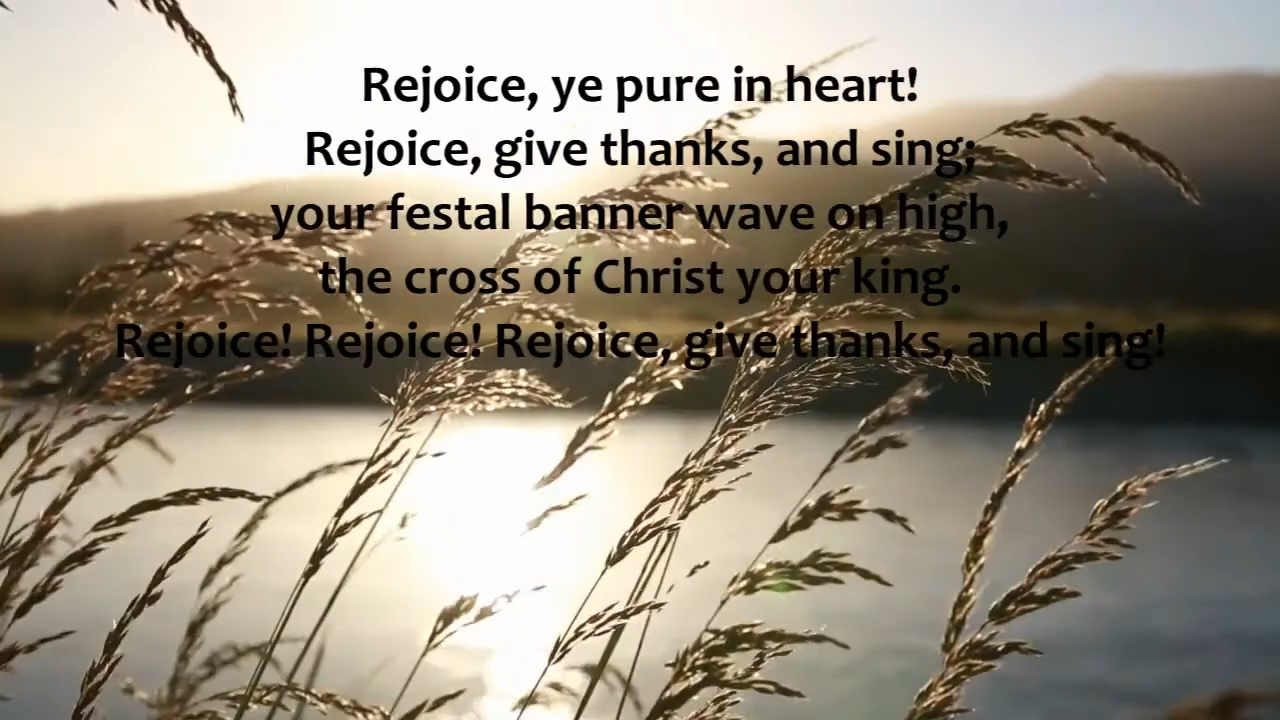 Rejoice, ye pure in heart!
Rejoice, give thanks, and sing;
your festal banner wave on high,
the cross of Christ your king.
Rejoice! Rejoice! Rejoice, give thanks, and sing!